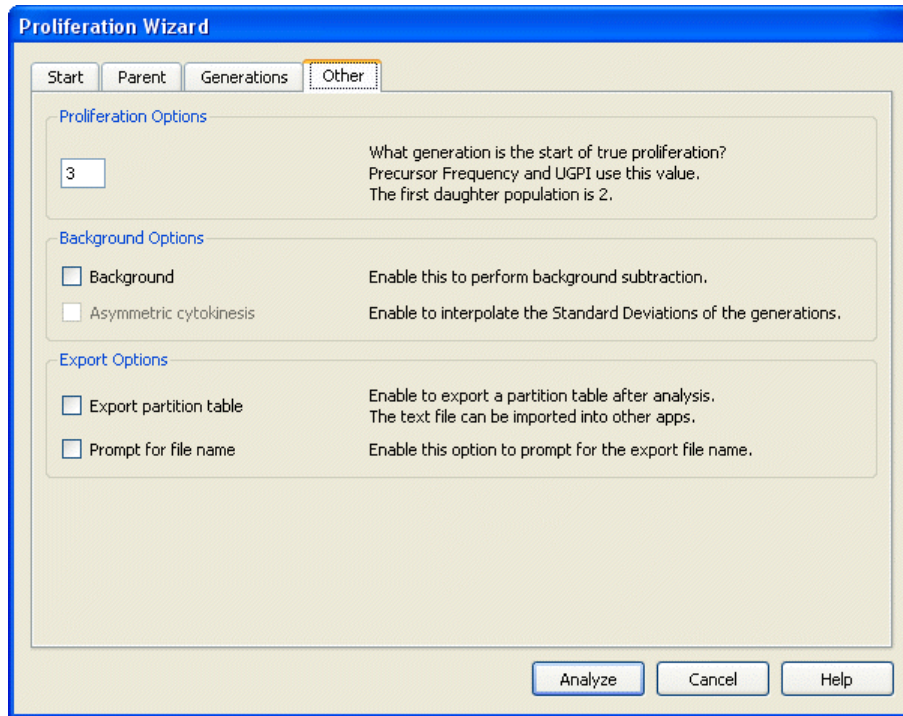 Proliferation Wizard
Start
Parent
Generations
Other
Proliferation Options
3
What generation is the start of true proliferation?
Precursor Frequency and UGPI use this value.
The first daughter population is 2.
Background Options
Background
Enable this to perform background subtraction.
Asymmetric cytokinesis
Enable to interpolate the Standard Deviations of the generations.
Export Options
Export partition table
Enable to export a partition table after analysis.
The text file can be imported into other apps.
Prompt for file name
Enable this option to prompt for the export file name.
Analyze
Cancel
Help